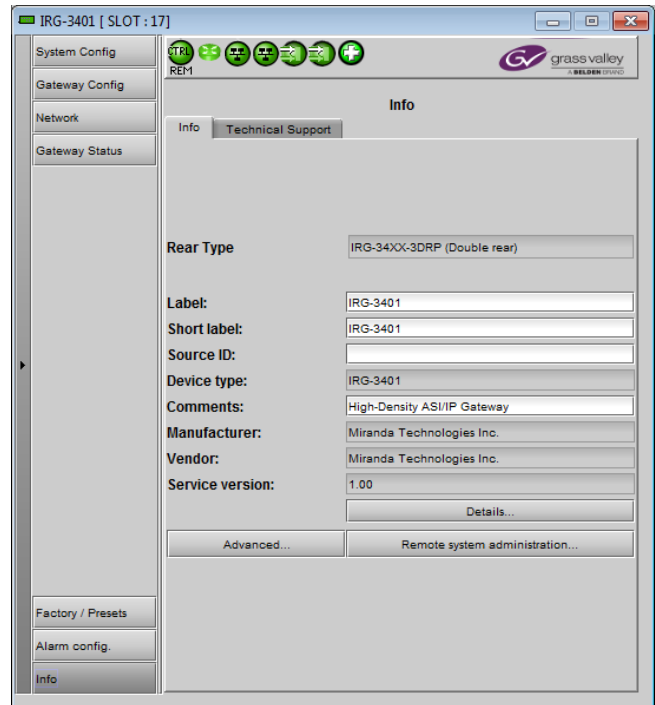 IRG-3401 [ SLOT : 17]
System Config
Gateway Config
Network
Gateway Status
CTRL
REM
GV grass valley
A BELDEN BRAND
Info
Info
Technical Support
Rear Type
IRG-34XX-3DRP (Double rear)
Label:
IRG-3401
Short label:
IRG-3401
Source ID:
Device type:
IRG-3401
Comments:
High-Density ASI/IP Gateway
Manufacturer:
Miranda Technologies Inc.
Vendor:
Miranda Technologies Inc.
Service version:
1.00
Details...
Advanced...
Remote system administration...
Factory / Presets
Alarm config.
Info